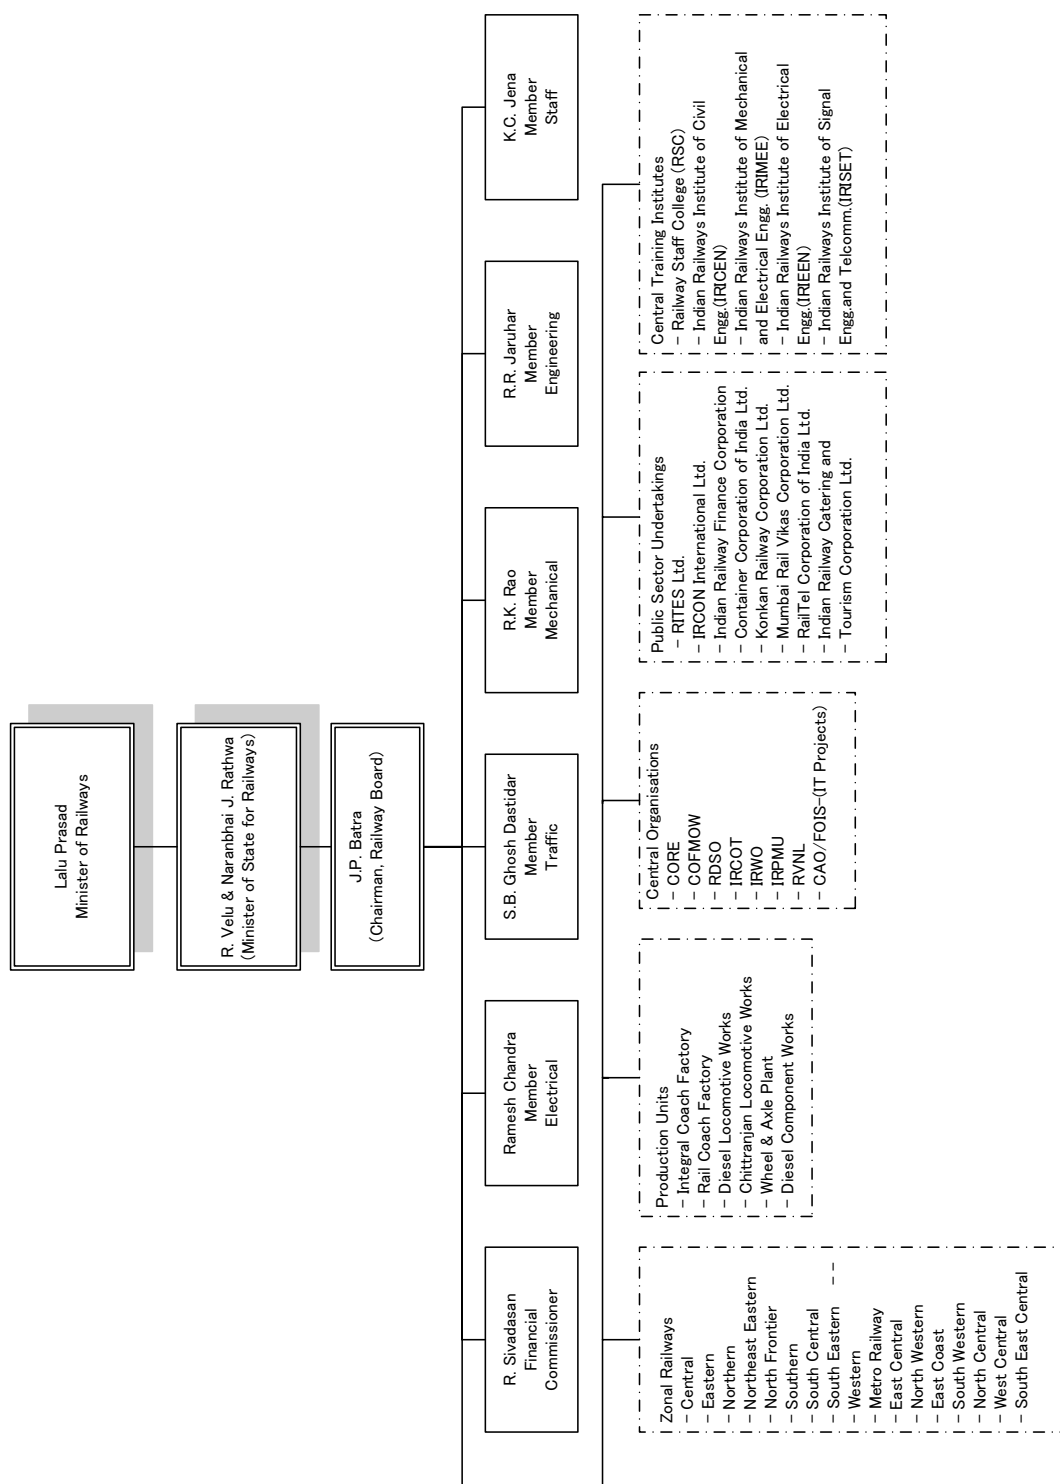 Lalu Prasad
Minister of Railways
R. Velu & Naranbhai J. Rathwa
(Minister of State for Railways)
J.P. Batra
(Chairman, Railway Board)
R. Sivadasan
Financial
Commissioner
Ramesh Chandra
Member
Electrical
S.B. Ghosh Dastidar
Member
Traffic
R.K. Rao
Member
Mechanical
R.R. Jaruhar
Member
Engineering
K.C. Jena
Member
Staff
Zonal Railways
- Central
- Eastern
- Northern
- Northeast Eastern
- North Frontier
- Southern
- South Central
- South Eastern
- Western
- Metro Railway
- East Central
- North Western
- East Coast
- South Western
- North Central
- West Central
- South East Central
Production Units
- Integral Coach Factory
- Rail Coach Factory
- Diesel Locomotive Works
- Chittranjan Locomotive Works
- Wheel & Axle Plant
- Diesel Component Works
Central Organisations
- CORE
- COFMOW
- RDSO
- IRCOT
- IRWO
- IRPMU
- RVNL
- CAO/FOIS-(IT Projects)
Public Sector Undertakings
- RITES Ltd.
- IRCON International Ltd.
- Indian Railway Finance Corporation
- Container Corporation of India Ltd.
- Konkan Railway Corporation Ltd.
- Mumbai Rail Vikas Corporation Ltd.
- RailTel Corporation of India Ltd.
- Indian Railway Catering and
- Tourism Corporation Ltd.
Central Training Institutes
- Railway Staff College (RSC)
- Indian Railways Institute of Civil
Engg.(IRICEN)
- Indian Railways Institute of Mechanical
and Electrical Engg. (IRIMEE)
- Indian Railways Institute of Electrical
Engg.(IRIEEN)
- Indian Railways Institute of Signal
Engg.and Telcomm.(IRISET)